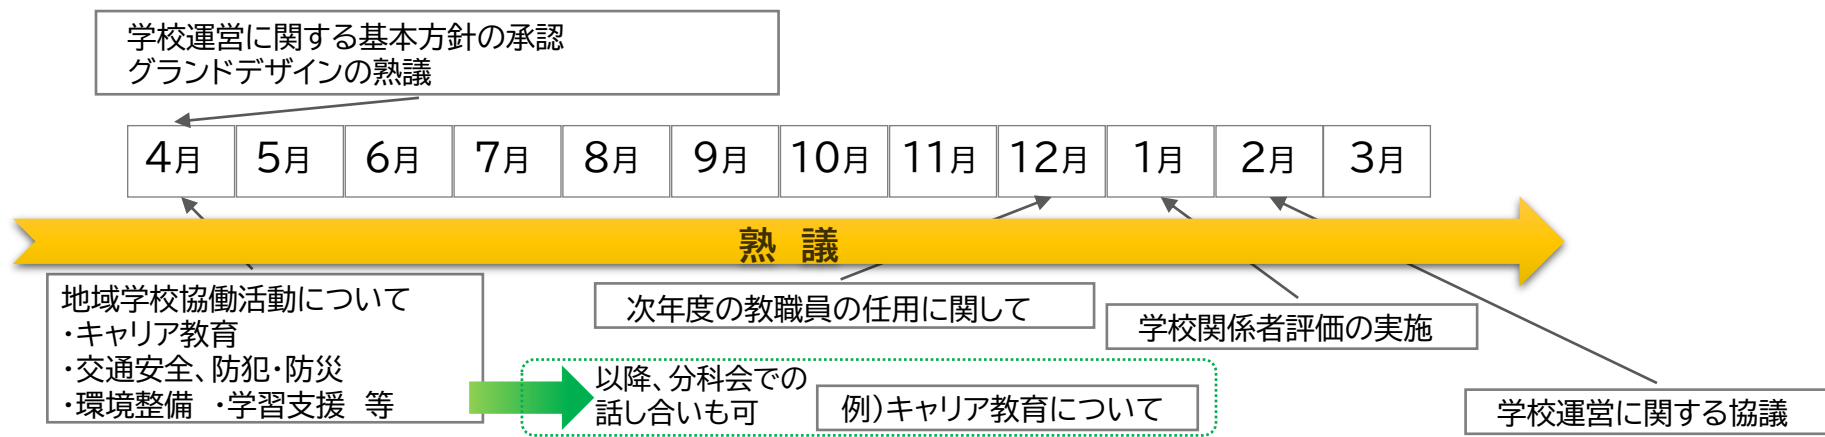 学校運営に関する基本方針の承認
グランドデザインの熟議
4月 5月 6月 7月 8月 9月 10月 11月 12月 1月 2月 3月
熟 議
地域学校協働活動について
・キャリア教育
・交通安全、防犯・防災
・環境整備 ・学習支援 等
次年度の教職員の任用に関して
学校関係者評価の実施
以降、分科会での
話し合いも可
例)キャリア教育について
学校運営に関する協議